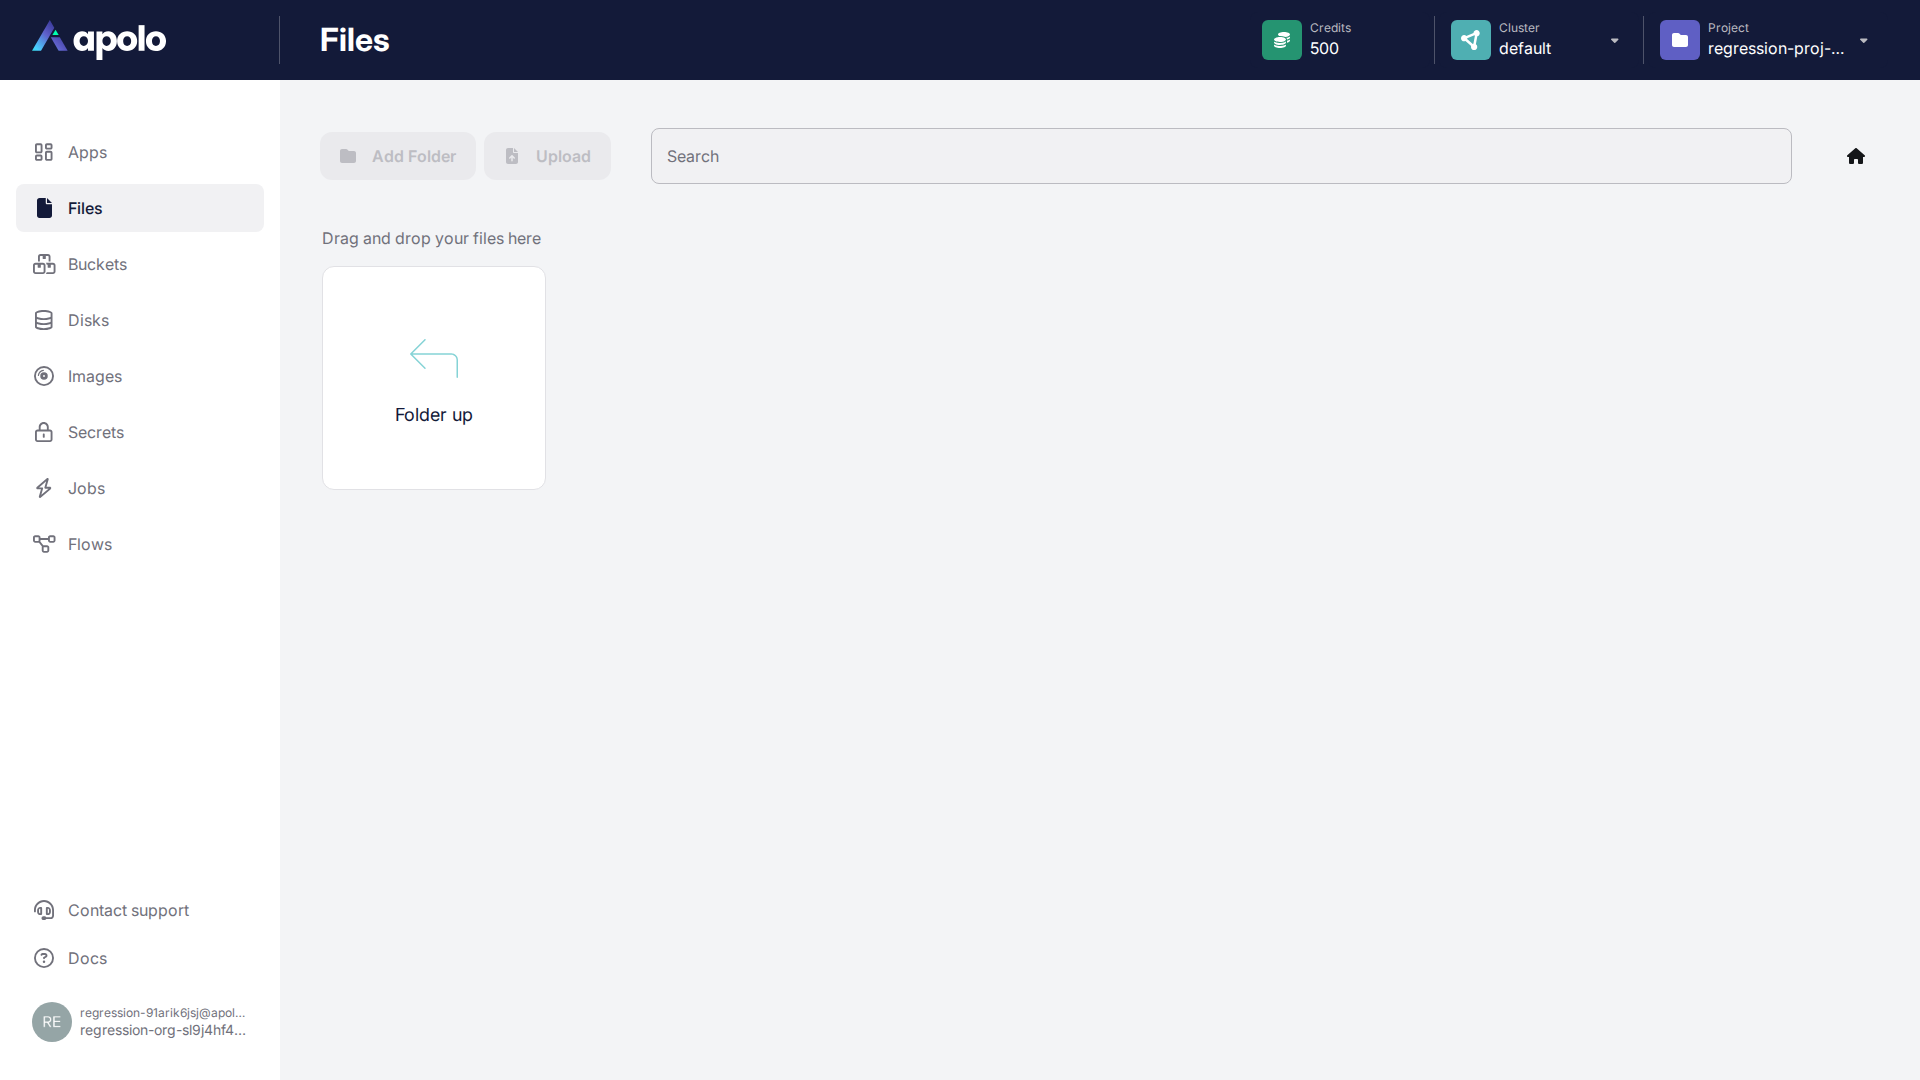 apolo
Files
Credits
500
Cluster
default
Project
regression-proj-...
Apps
Files
Buckets
Disks
Images
Secrets
Jobs
Flows
Add Folder
Upload
Search
Drag and drop your files here
Folder up
Contact support
Docs
RE
regression-91arik6jsj@apol...
regression-org-sl9j4hf4...